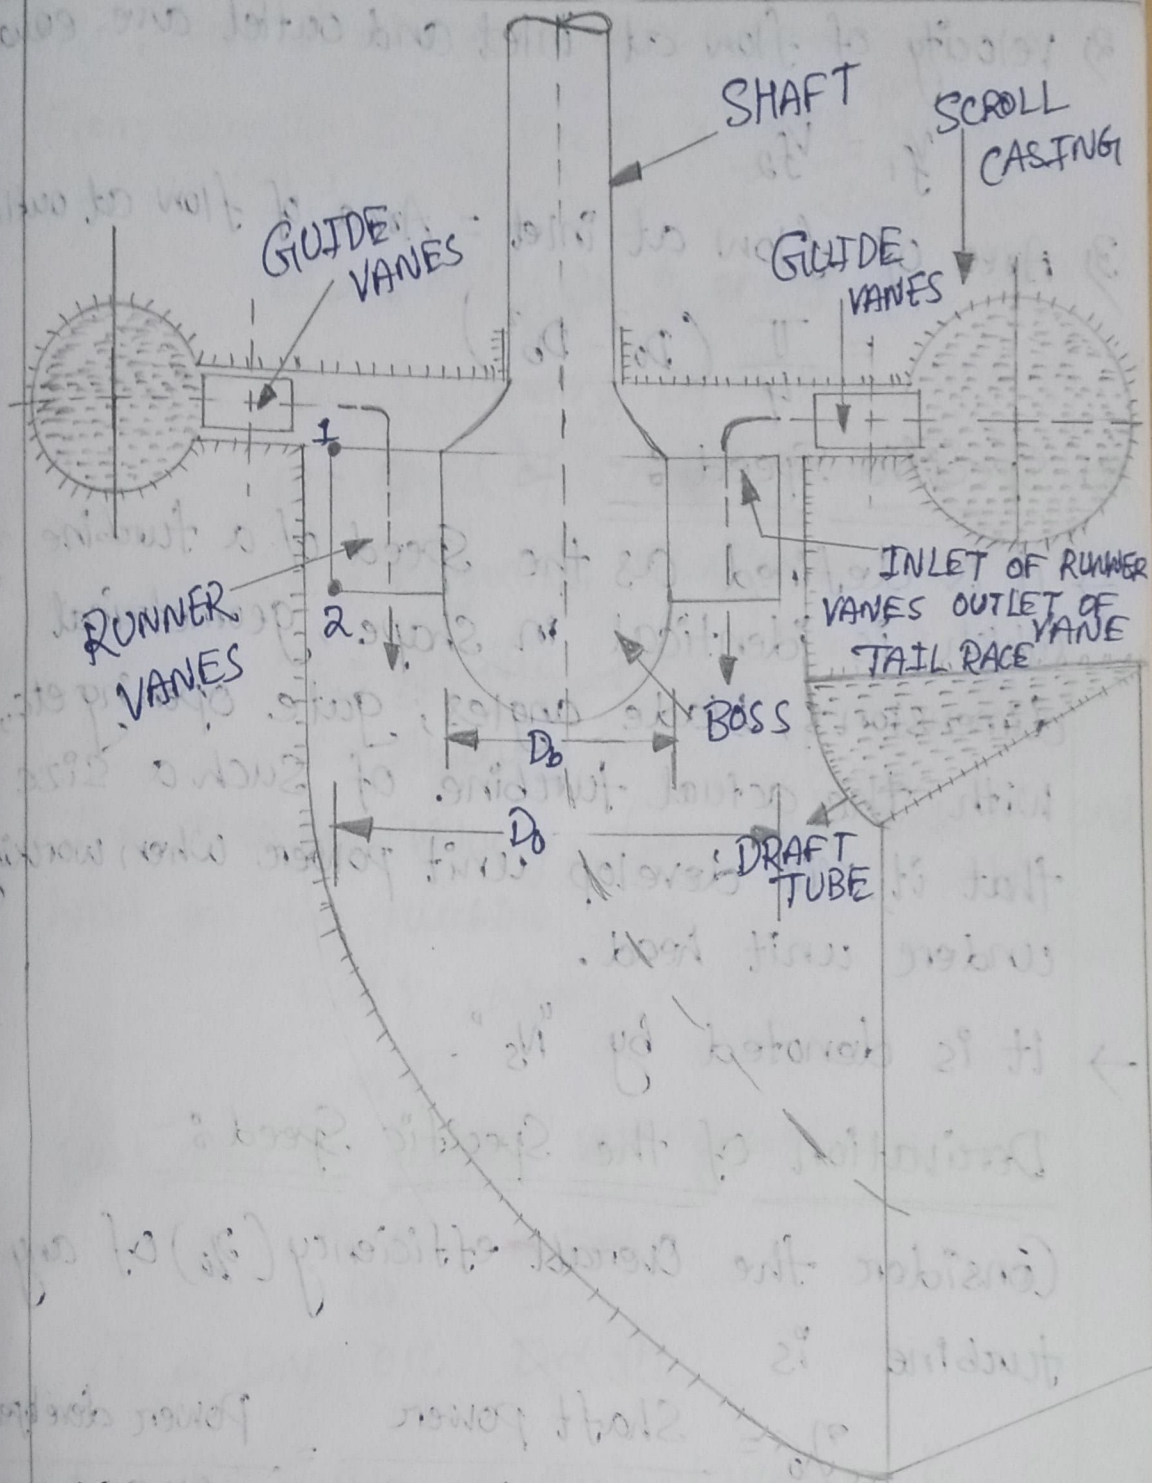 SHAFT
SCROLL
CASING
GUIDE
VANES
GUIDE
VANES
1
2
RUNNER
VANES
INLET OF RUNNER
VANES OUTLET OF
VANE
TAIL RACE
BOSS
Db
Do
DRAFT
TUBE